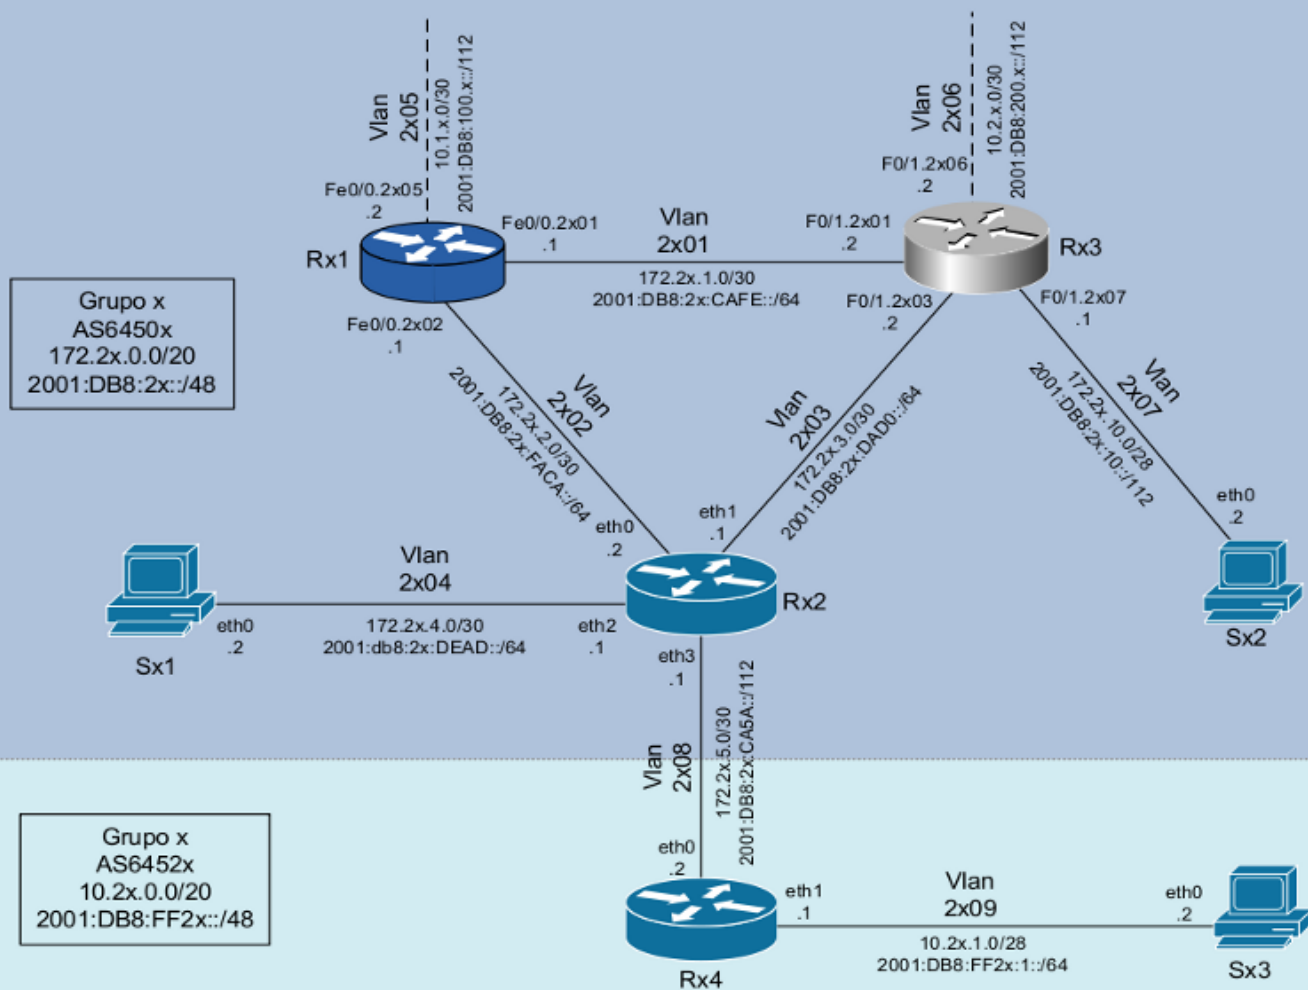 Vlan
2x05
10.1.x.0/30
2001:DB8:100.x::/112
Vlan
2x06
10.2.x.0/30
2001:DB8:200.x::/112
Fe0/0.2x05
.2
F0/1.2x06
.2
Fe0/0.2x01
.1
Vlan
2x01
F0/1.2x01
.2
Rx1
Rx3
172.2x.1.0/30
2001:DB8:2x:CAFE::/64
F0/1.2x03
.2
F0/1.2x07
.1
Grupo x
AS6450x
172.2x.0.0/20
2001:DB8:2x::/48
Fe0/0.2x02
.1
Vlan
2x02
172.2x.2.0/30
2001:DB8:2x:FACA::/64
Vlan
2x03
172.2x.3.0/30
2001:DB8:2x:DAD0::/64
Vlan
2x07
172.2x.10.0/28
2001:DB8:2x:10::/112
eth0
.2
eth1
.1
eth0
.2
Vlan
2x04
Rx2
eth0
.2
172.2x.4.0/30
2001:db8:2x:DEAD::/64
eth2
.1
Sx1
Sx2
eth3
.1
Vlan
2x08
172.2x.5.0/30
2001:DB8:2x:CA5A::/112
Grupo x
AS6452x
10.2x.0.0/20
2001:DB8:FF2x::/48
eth0
.2
eth1
.1
Vlan
2x09
eth0
.2
10.2x.1.0/28
2001:DB8:FF2x:1::/64
Rx4
Sx3